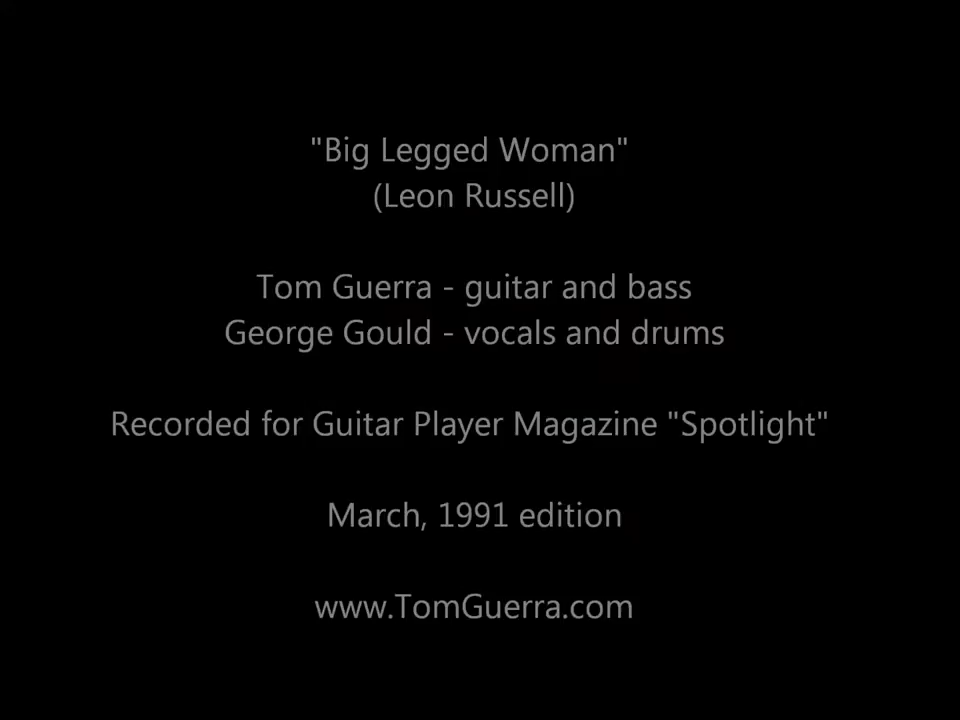 "Big Legged Woman"
(Leon Russell)
Tom Guerra - guitar and bass
George Gould - vocals and drums
Recorded for Guitar Player Magazine "Spotlight"
March, 1991 edition
www.TomGuerra.com